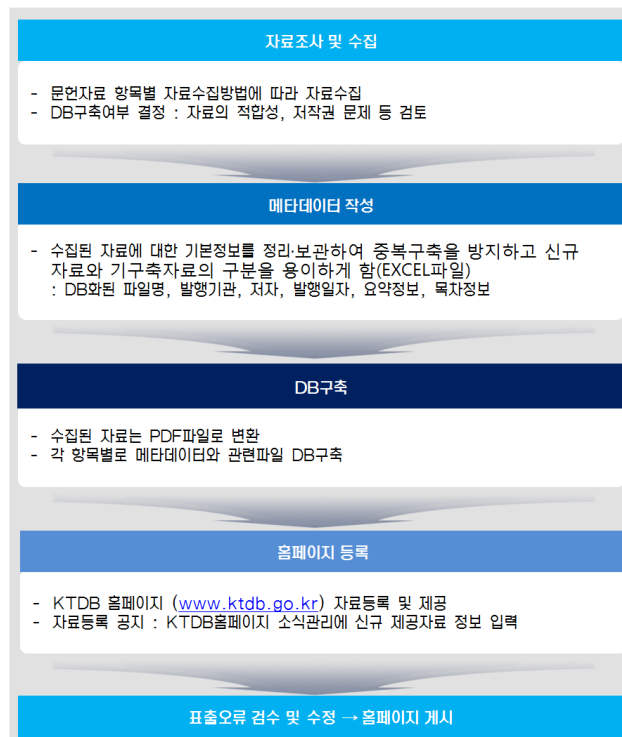 자료조사 및 수집
- 문헌자료 항목별 자료수집방법에 따라 자료수집
- DB구축여부 결정 : 자료의 적합성, 저작권 문제 등 검토
메타데이터 작성
- 수집된 자료에 대한 기본정보를 정리·보관하여 중복구축을 방지하고 신규
자료와 기구축자료의 구분을 용이하게 함(EXCEL파일)
: DB화된 파일명, 발행기관, 저자, 발행일자, 요약정보, 목차정보
DB구축
- 수집된 자료는 PDF파일로 변환
- 각 항목별로 메타데이터와 관련파일 DB구축
홈페이지 등록
- KTDB 홈페이지 (www.ktdb.go.kr) 자료등록 및 제공
- 자료등록 공지 : KTDB홈페이지 소식관리에 신규 제공자료 정보 입력
표출오류 검수 및 수정 → 홈페이지 게시